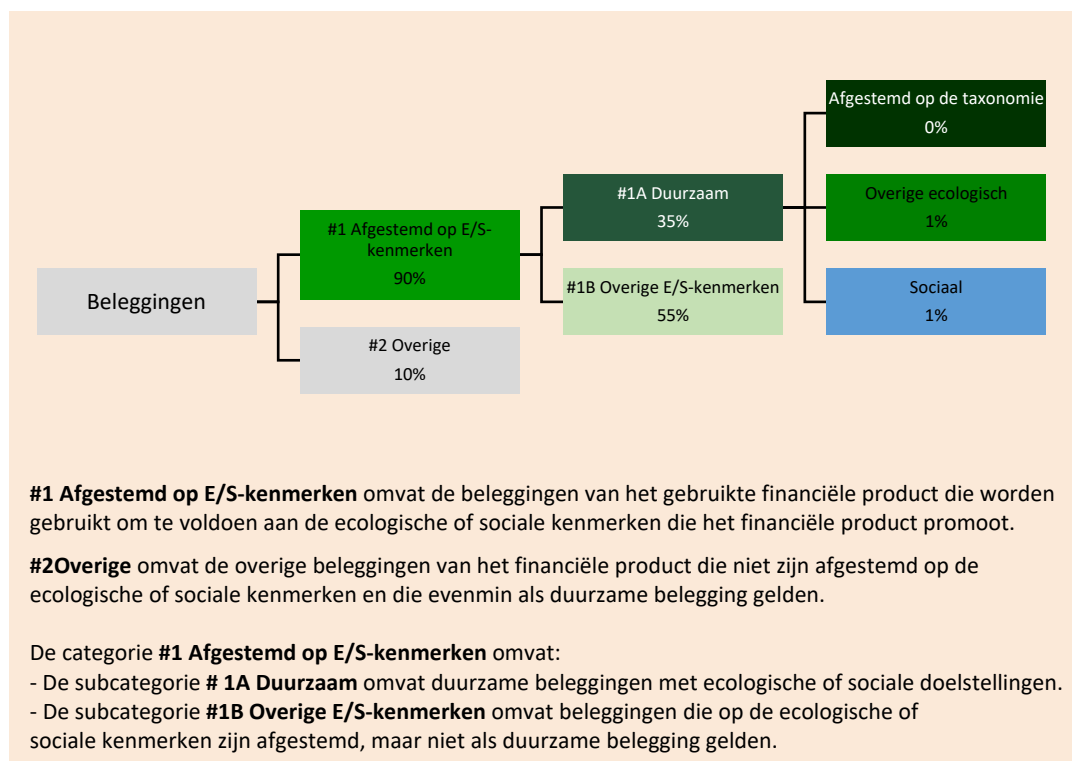 Afgestemd op de taxonomie
0%
#1A Duurzaam
35%
Overige ecologisch
1%
#1 Afgestemd op E/S-
kenmerken
90%
Beleggingen
#1B Overige E/S-kenmerken
55%
Sociaal
1%
#2 Overige
10%
#1 Afgestemd op E/S-kenmerken omvat de beleggingen van het gebruikte financiële product die worden
gebruikt om te voldoen aan de ecologische of sociale kenmerken die het financiële product promoot.
#2Overige omvat de overige beleggingen van het financiële product die niet zijn afgestemd op de
ecologische of sociale kenmerken en die evenmin als duurzame belegging gelden.
De categorie #1 Afgestemd op E/S-kenmerken omvat:
- De subcategorie # 1A Duurzaam omvat duurzame beleggingen met ecologische of sociale doelstellingen.
- De subcategorie #1B Overige E/S-kenmerken omvat beleggingen die op de ecologische of
sociale kenmerken zijn afgestemd, maar niet als duurzame belegging gelden.